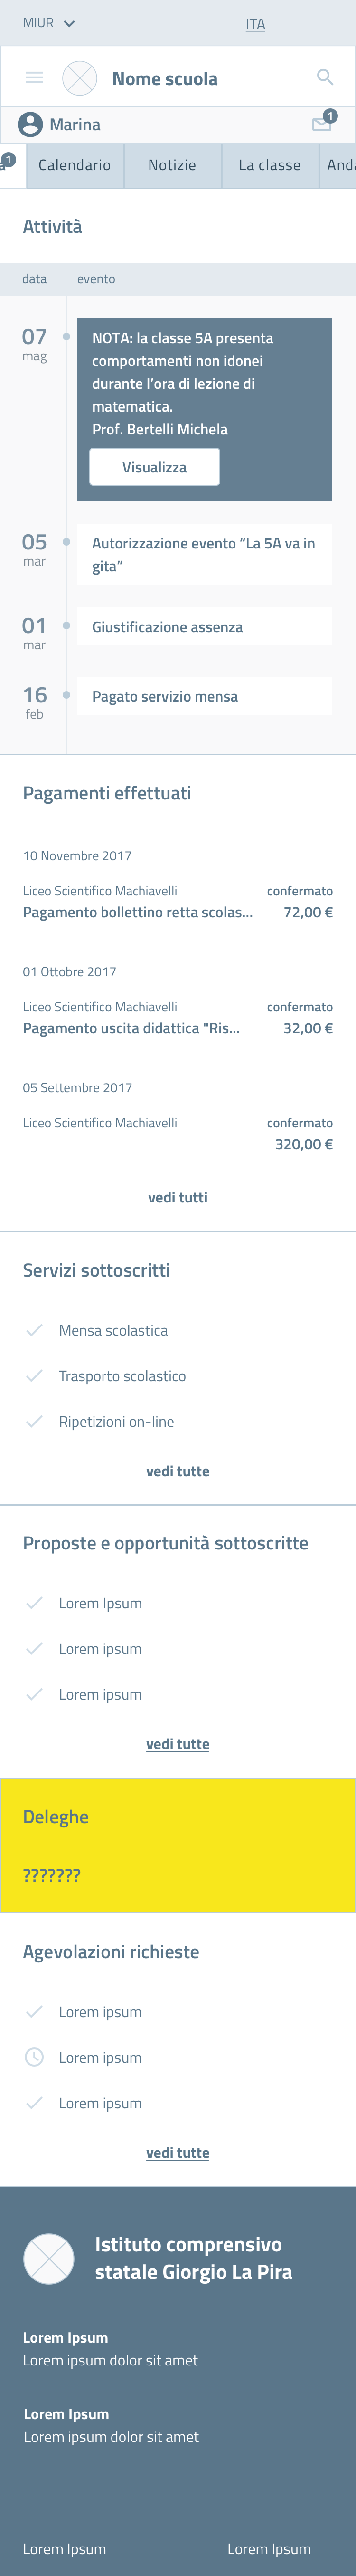 MIUR
ITA
Nome scuola
Marina
1
a
1
Calendario
Notizie
La classe
Anda
Attività
data
evento
07
mag
NOTA: la classe 5A presenta
comportamenti non idonei
durante l’ora di lezione di
matematica.
Prof. Bertelli Michela
Visualizza
05
mar
Autorizzazione evento “La 5A va in
gita”
01
mar
Giustificazione assenza
16
feb
Pagato servizio mensa
Pagamenti effettuati
10 Novembre 2017
Liceo Scientifico Machiavelli confermato
Pagamento bollettino retta scolas... 72,00 €
01 Ottobre 2017
Liceo Scientifico Machiavelli confermato
Pagamento uscita didattica "Ris... 32,00 €
05 Settembre 2017
Liceo Scientifico Machiavelli confermato
320,00 €
vedi tutti
Servizi sottoscritti
Mensa scolastica
Trasporto scolastico
Ripetizioni on-line
vedi tutte
Proposte e opportunità sottoscritte
Lorem Ipsum
Lorem ipsum
Lorem ipsum
vedi tutte
Deleghe
???????
Agevolazioni richieste
Lorem ipsum
Lorem ipsum
Lorem ipsum
vedi tutte
Istituto comprensivo
statale Giorgio La Pira
Lorem Ipsum
Lorem ipsum dolor sit amet
Lorem Ipsum
Lorem ipsum dolor sit amet
Lorem Ipsum Lorem Ipsum